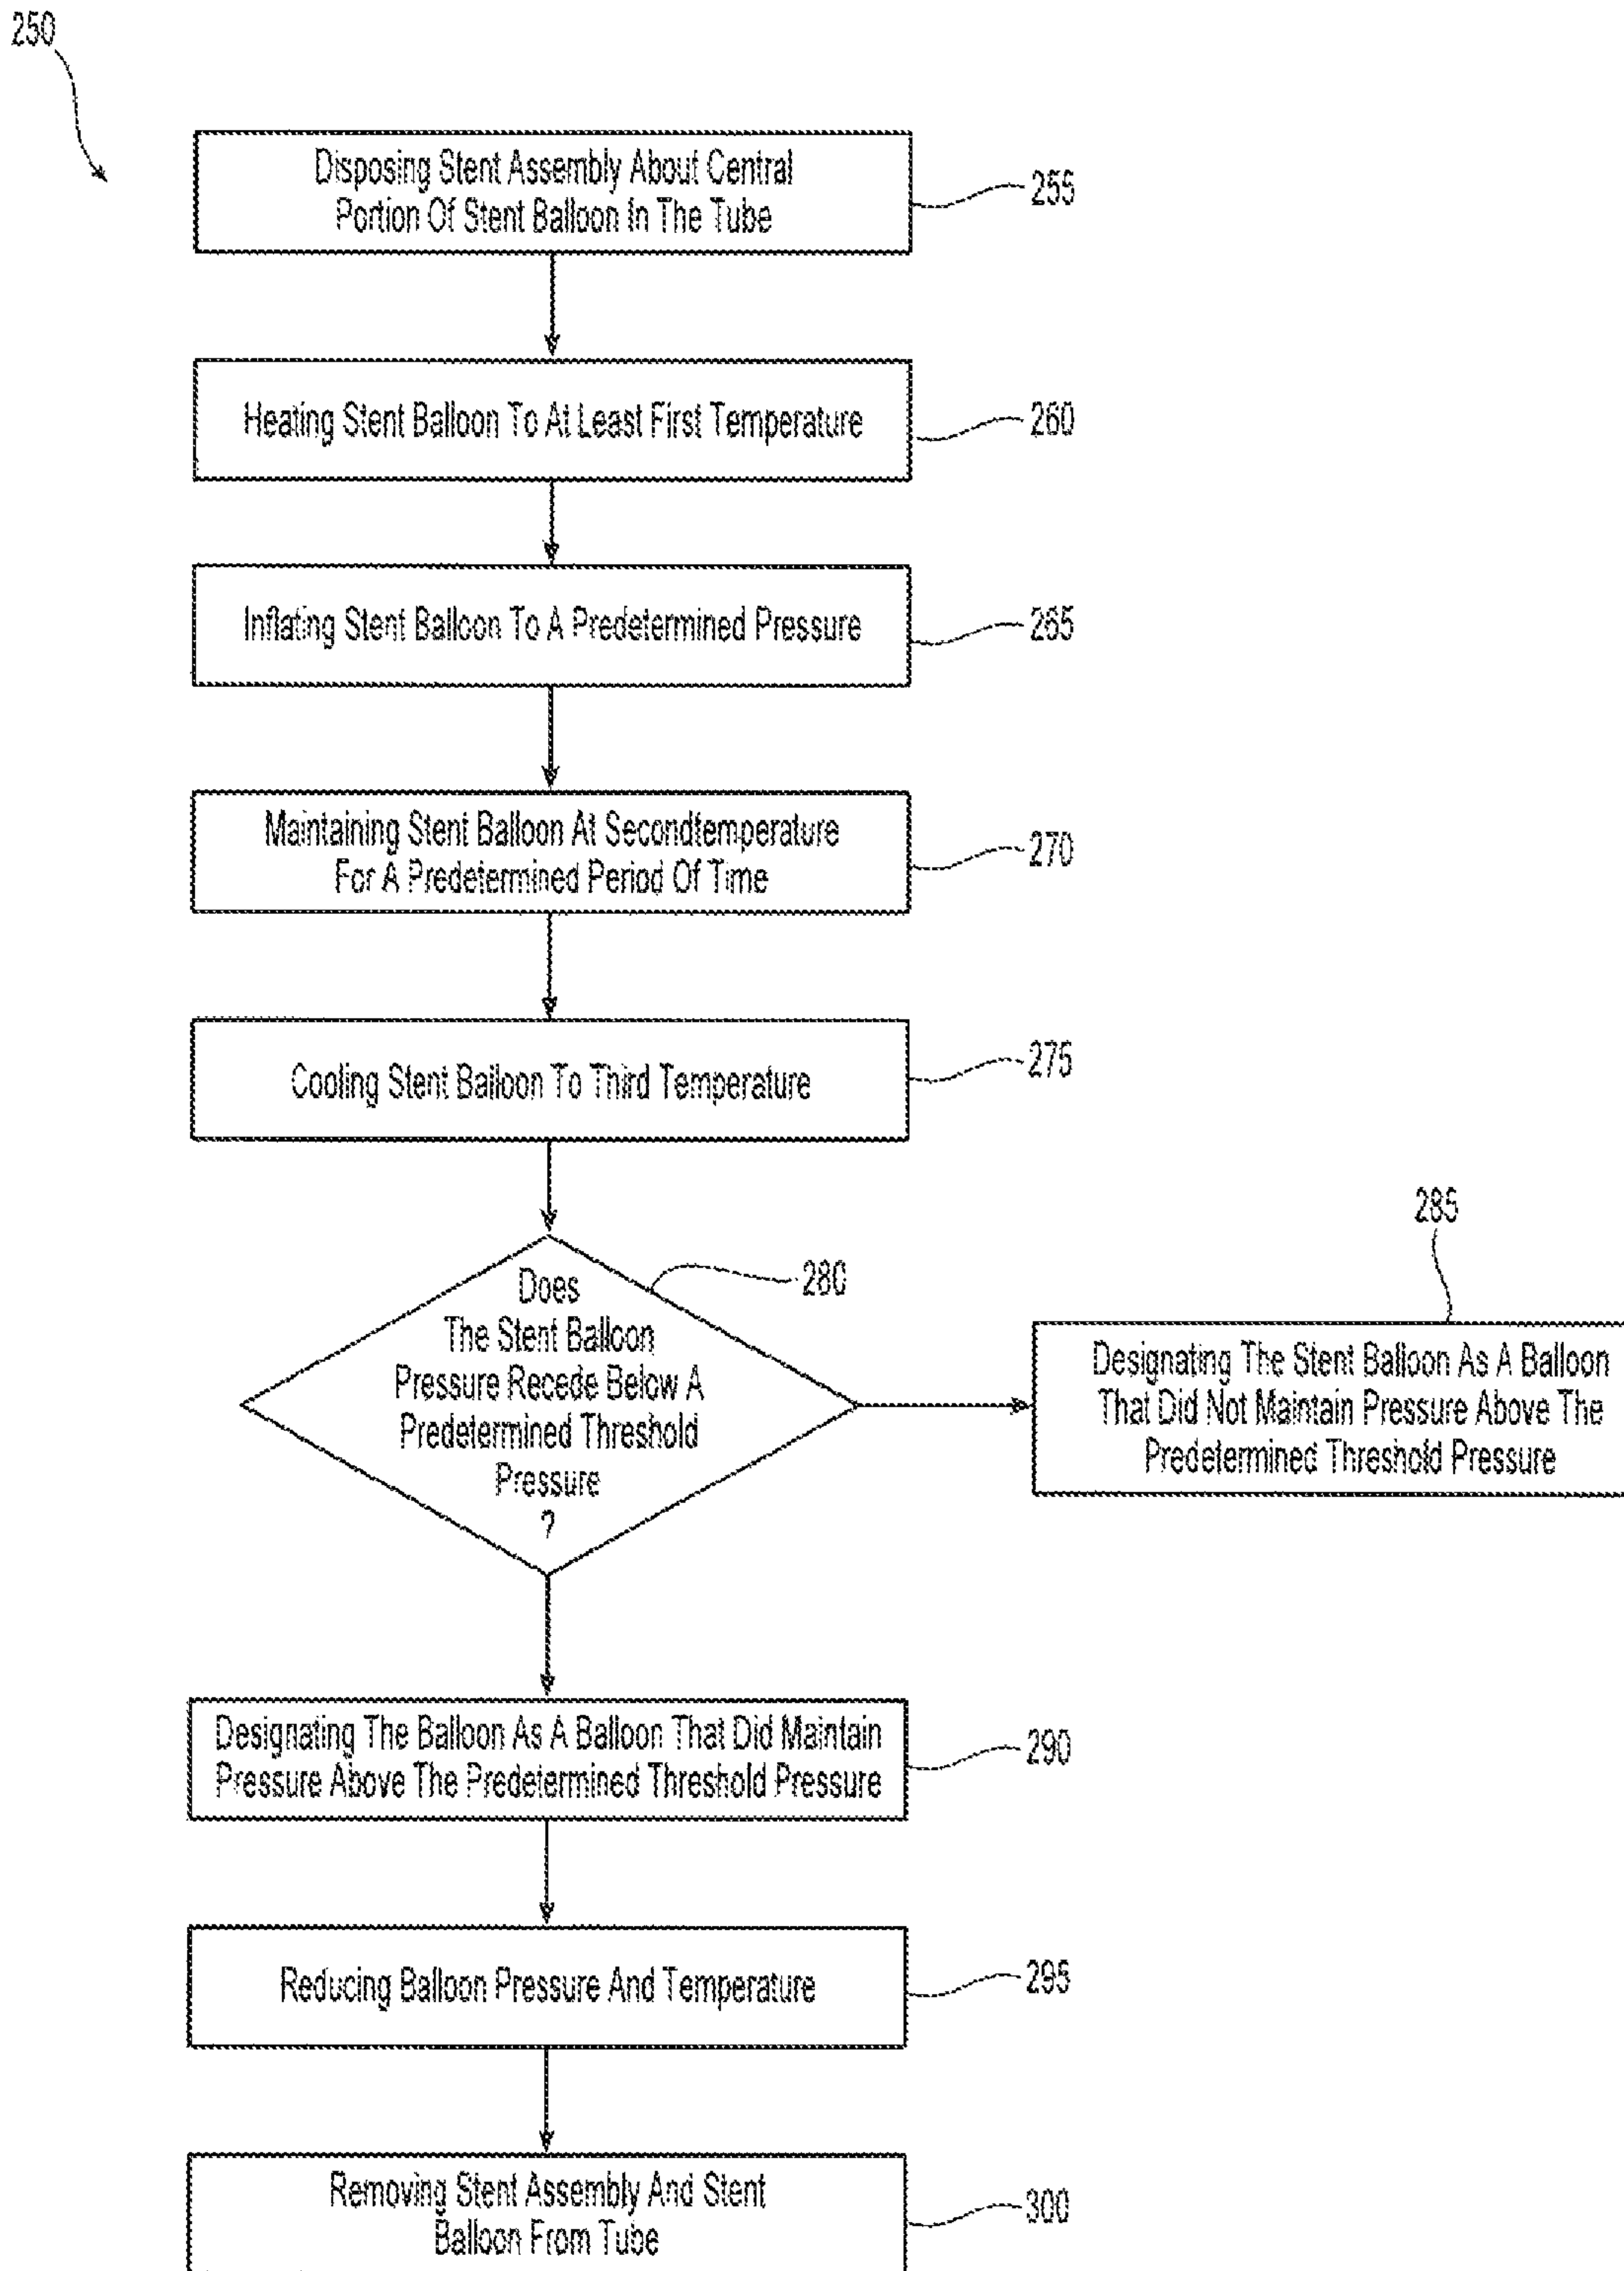 250
Disposing Stent Assembly About Central
Portion Of Stent Balloon In The Tube
255
Heating Stent Balloon To At Least First Temperature
260
Inflating Stent Balloon To A Predetermined Pressure
265
Maintaining Stent Balloon At Secondtemperature
For A Predetermined Period Of Time
270
Cooling Stent Balloon To Third Temperature
275
Does
The Stent Balloon
Pressure Recede Below A
Predetermined Threshold
Pressure
?
280
285
Designating The Stent Balloon As A Balloon
That Did Not Maintain Pressure Above The
Predetermined Threshold Pressure
Designating The Balloon As A Balloon That Did Maintain
Pressure Above The Predetermined Threshold Pressure
290
Reducing Balloon Pressure And Temperature
295
Removing Stent Assembly And Stent
Balloon From Tube
300